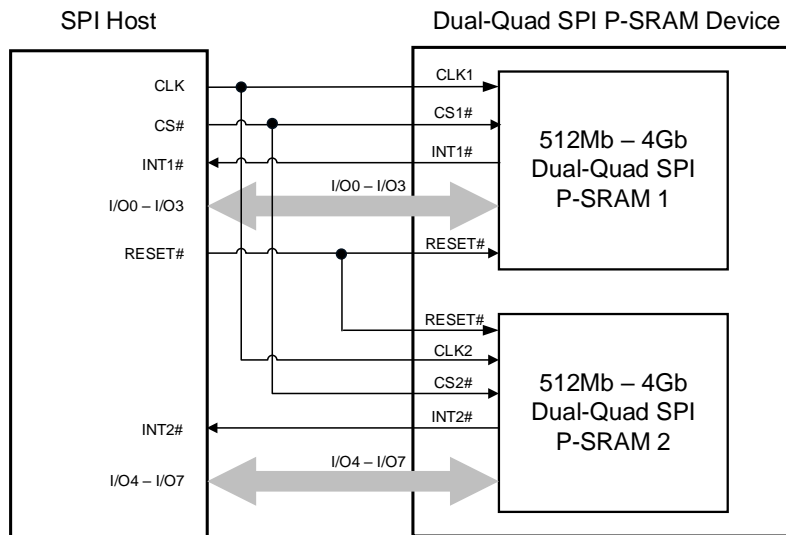 SPI Host
Dual-Quad SPI P-SRAM Device
CLK
CLK1
CS#
CS1#
INT1#
INT1#
I/O0 – I/O3
I/O0 – I/O3
RESET#
RESET#
512Mb – 4Gb
Dual-Quad SPI
P-SRAM 1
RESET#
CLK2
CS2#
INT2#
INT2#
I/O4 – I/O7
I/O4 – I/O7
512Mb – 4Gb
Dual-Quad SPI
P-SRAM 2